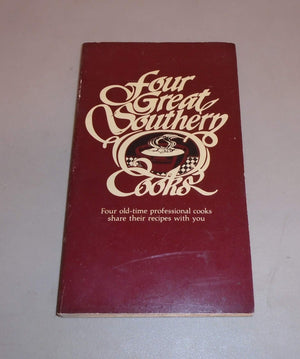 Four
Great
Southern
Cooks
Four old-time professional cooks
share their recipes with you